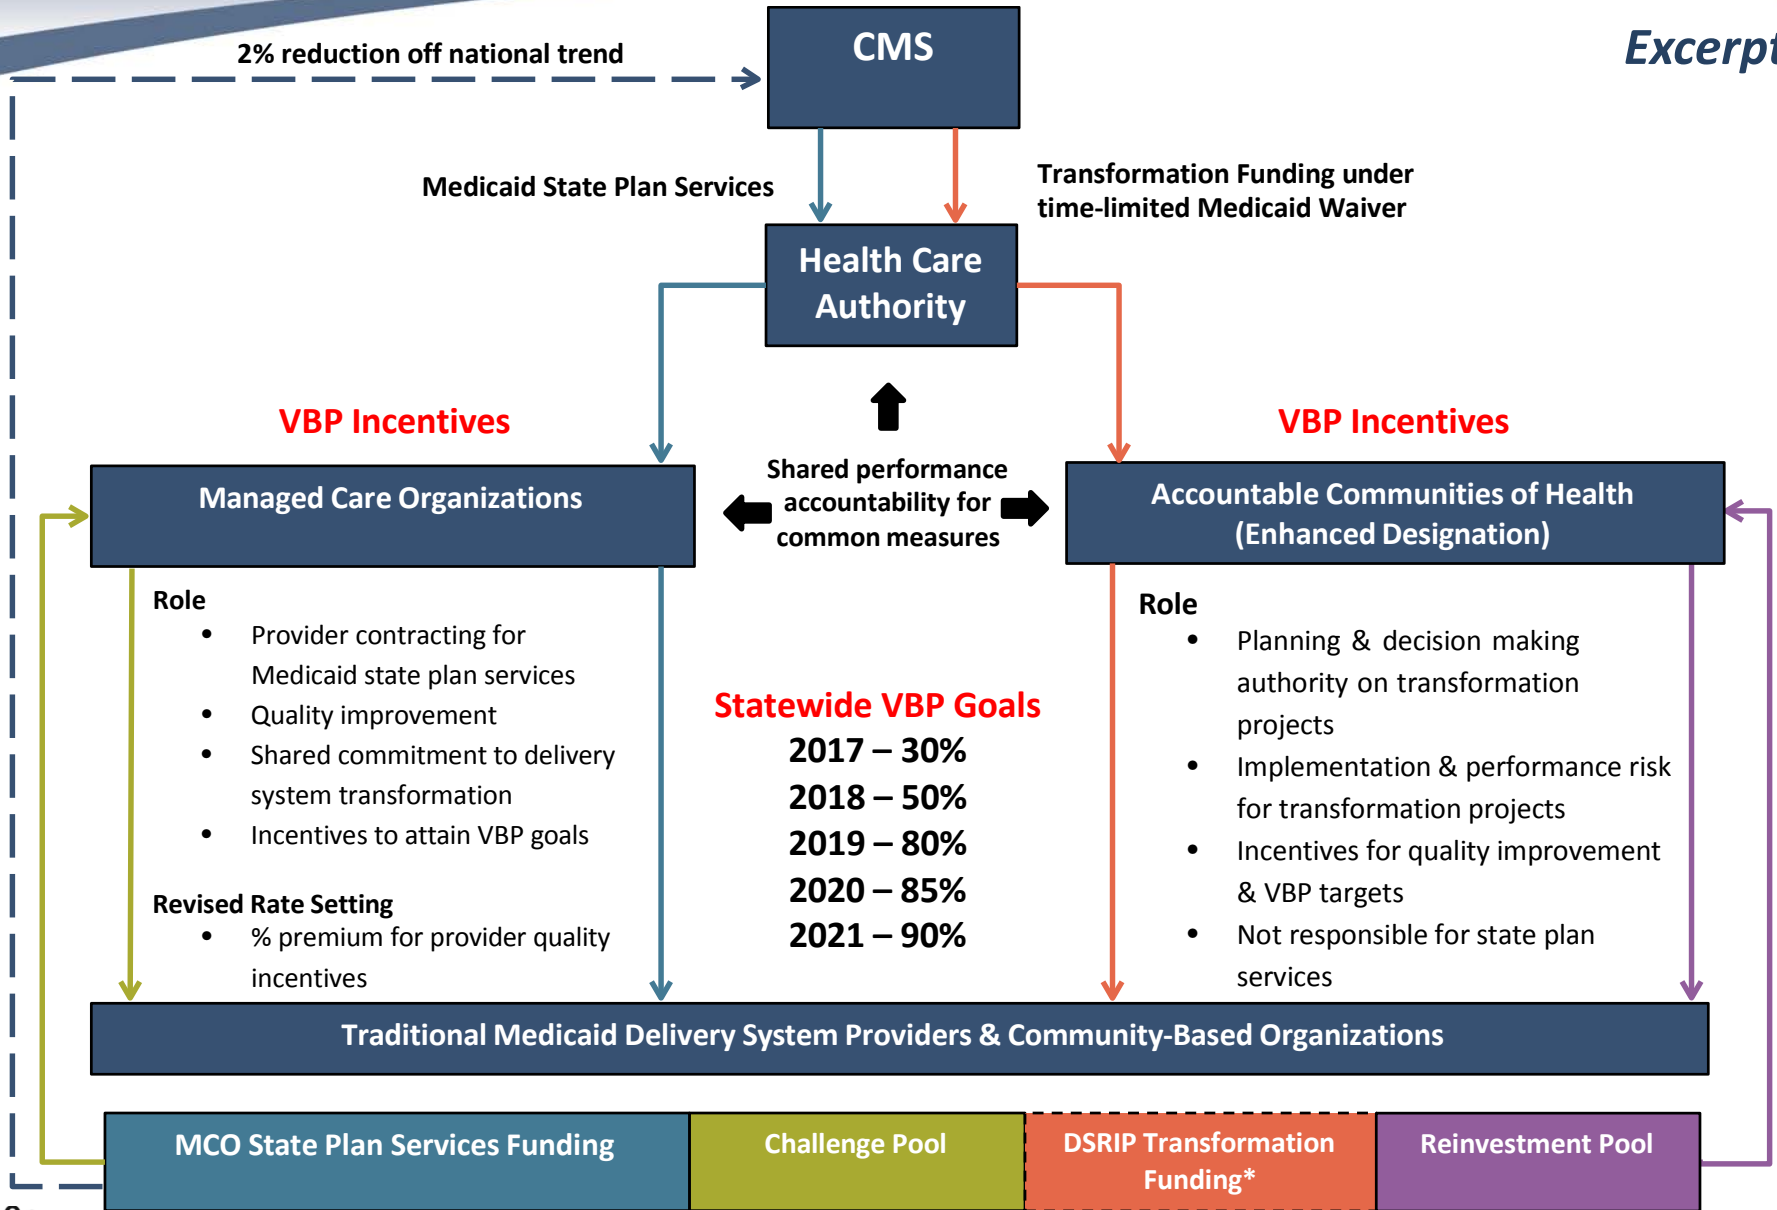 2% reduction off national trend
CMS
Excerpt
Medicaid State Plan Services
Transformation Funding under
time-limited Medicaid Waiver
Health Care
Authority
VBP Incentives
VBP Incentives
Managed Care Organizations
Shared performance
accountability for
common measures
Accountable Communities of Health
(Enhanced Designation)
Role
• Provider contracting for
Medicaid state plan services
• Quality improvement
• Shared commitment to delivery
system transformation
• Incentives to attain VBP goals
Revised Rate Setting
• % premium for provider quality
incentives
Statewide VBP Goals
2017 – 30%
2018 – 50%
2019 – 80%
2020 – 85%
2021 – 90%
Role
• Planning & decision making
authority on transformation
projects
• Implementation & performance risk
for transformation projects
• Incentives for quality improvement
& VBP targets
• Not responsible for state plan
services
Traditional Medicaid Delivery System Providers & Community-Based Organizations
MCO State Plan Services Funding
Challenge Pool
DSRIP Transformation
Funding*
Reinvestment Pool